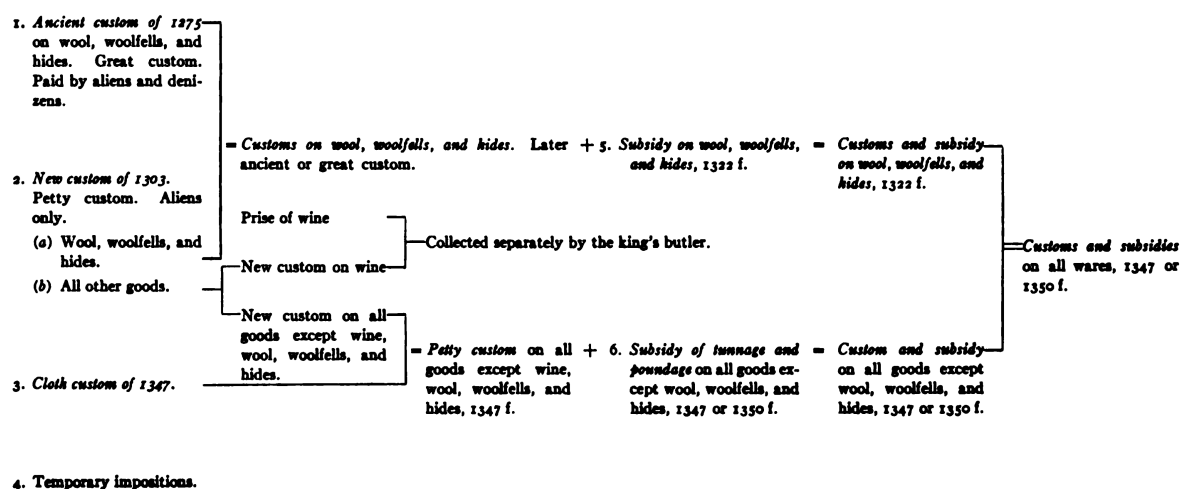 1. Ancient custom of 1275
on wool, woolfells, and
hides. Great custom.
Paid by aliens and deni-
zens.
2. New custom of 1303.
Petty custom. Aliens
only.
(a) Wool, woolfells, and
hides.
(b) All other goods.
3. Cloth custom of 1347.
4. Temporary impositions.
= Customs on wool, woolfells, and hides. Later
ancient or great custom.
Prise of wine
New custom on wine
Collected separately by the king's butler.
New custom on all
goods except wine,
wool, woolfells, and
hides.
= Petty custom on all
goods except wine,
wool, woolfells, and
hides, 1347 f.
+ 5. Subsidy on wool, woolfells,
and hides, 1322 f.
+ 6. Subsidy of tunnage and
poundage on all goods ex-
cept wool, woolfells, and
hides, 1347 or 1350 f.
= Customs and subsidy
on wool, woolfells, and
hides, 1322 f.
= Custom and subsidy
on all goods except
wool, woolfells, and
hides, 1347 or 1350 f.
=Customs and subsidies
on all wares, 1347 or
1350 f.